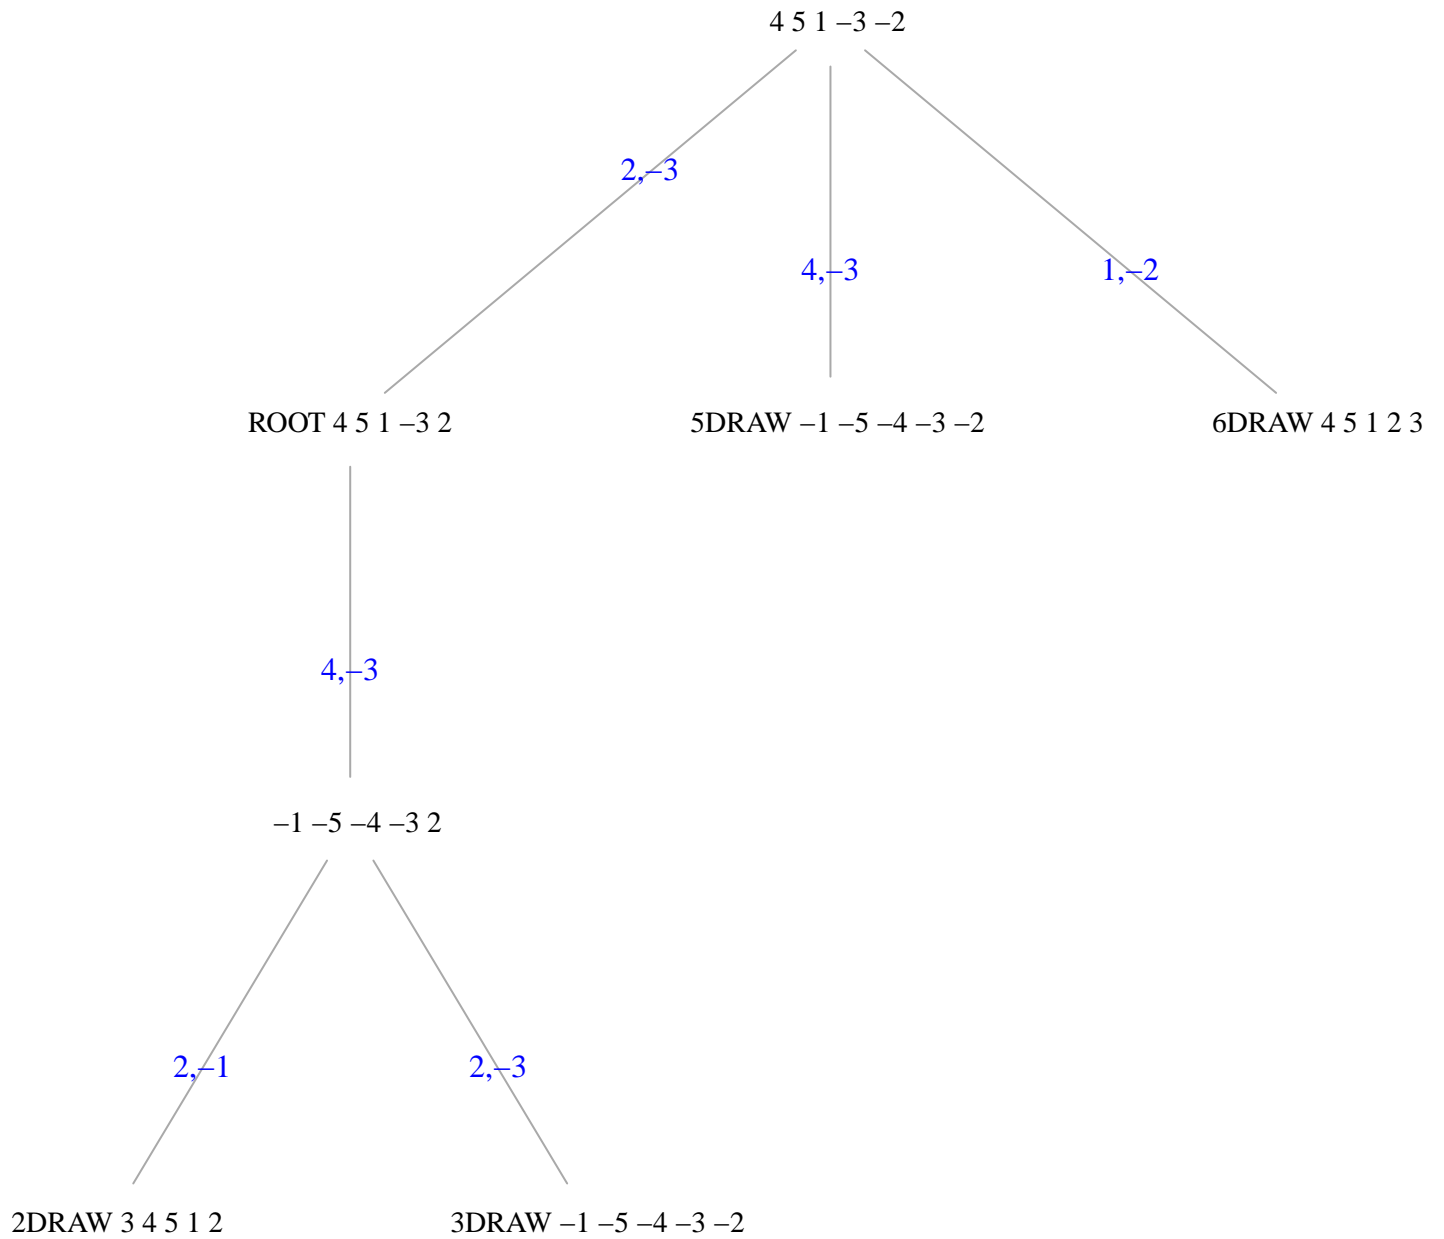 4 5 1 –3 –2
2,–3
4,–3
1,–2
ROOT 4 5 1 –3 2
5DRAW –1 –5 –4 –3 –2
6DRAW 4 5 1 2 3
4,–3
–1 –5 –4 –3 2
2,–1
2,–3
2DRAW 3 4 5 1 2
3DRAW –1 –5 –4 –3 –2